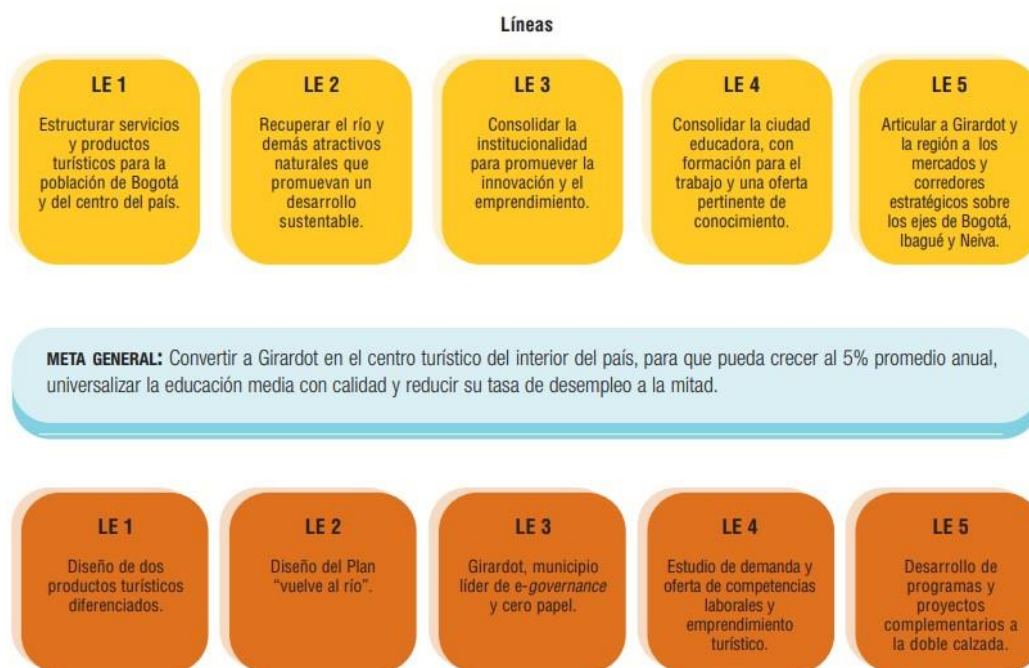 Líneas
LE 1
Estructurar servicios
y productos
turísticos para la
población de Bogotá
y del centro del país.
LE 2
Recuperar el río y
demás atractivos
naturales que
promuevan un
desarrollo
sustentable.
LE 3
Consolidar la
institucionalidad
para promover la
innovación y el
emprendimiento.
LE 4
Consolidar la ciudad
educadora, con
formación para el
trabajo y una oferta
pertinente de
conocimiento.
LE 5
Articular a Girardot y
la región a los
mercados y
corredores
estratégicos sobre
los ejes de Bogotá,
Ibagué y Neiva.
META GENERAL: Convertir a Girardot en el centro turístico del interior del país, para que pueda crecer al 5% promedio anual,
universalizar la educación media con calidad y reducir su tasa de desempleo a la mitad.
LE 1
Diseño de dos
productos turísticos
diferenciados.
LE 2
Diseño del Plan
“vuelve al río”.
LE 3
Girardot, municipio
líder de e-governance
y cero papel.
LE 4
Estudio de demanda y
oferta de competencias
laborales y
emprendimiento
turístico.
LE 5
Desarrollo de
programas y
proyectos
complementarios a
la doble calzada.